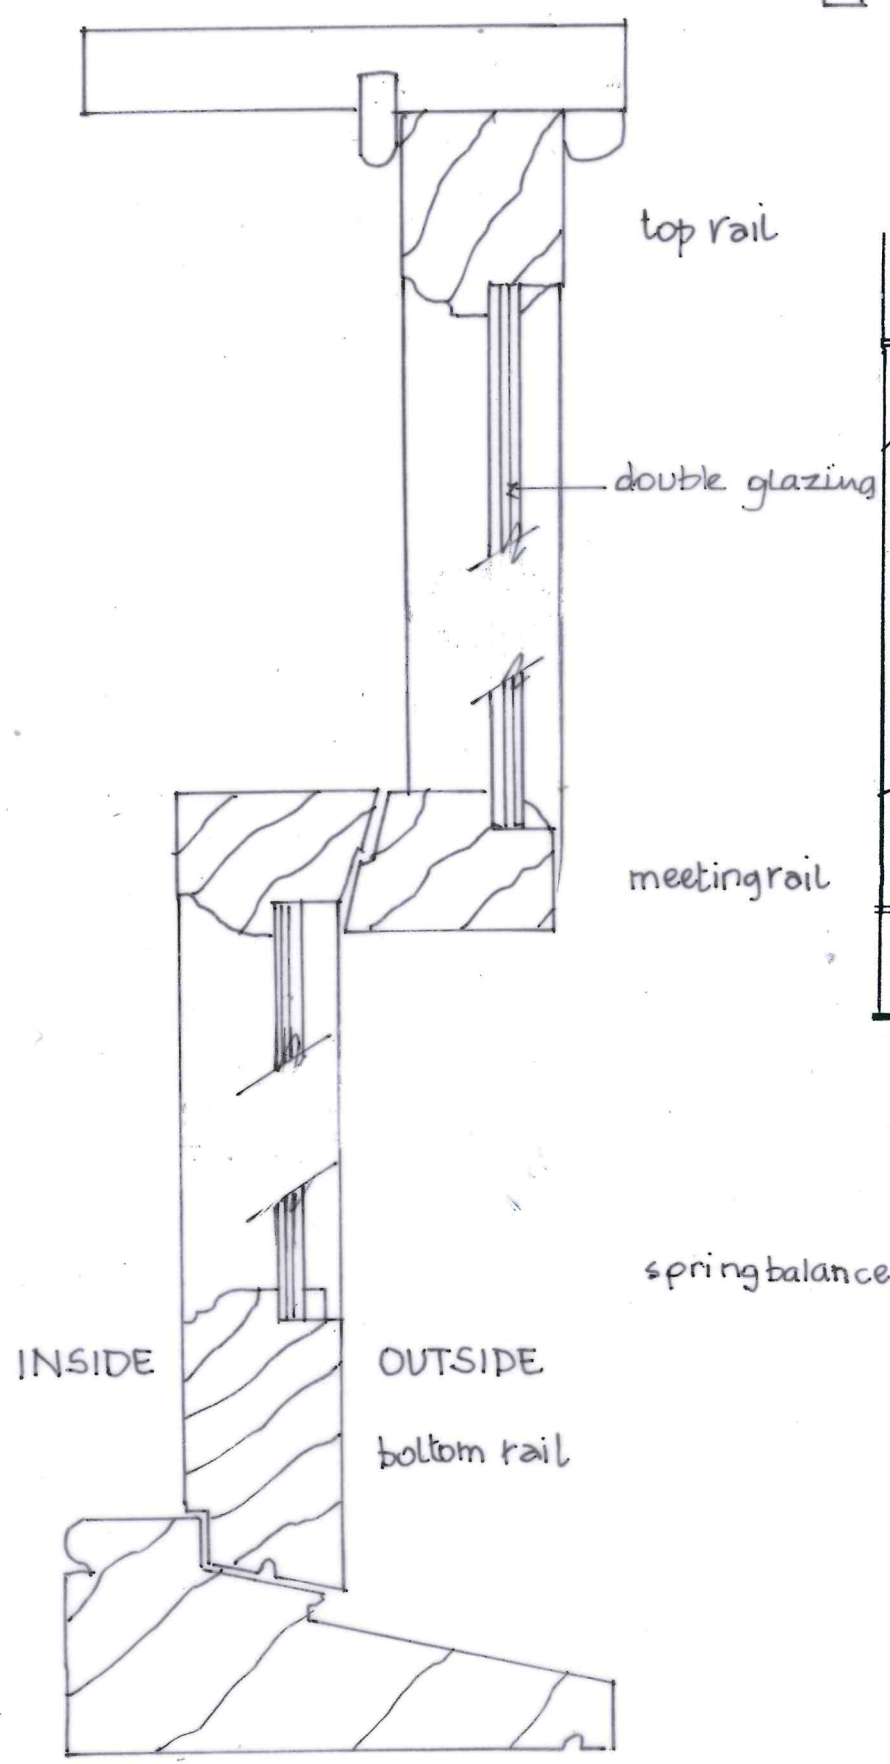 top rail
double glazing
meetingrail
springbalance
INSIDE
OUTSIDE
bottom rail